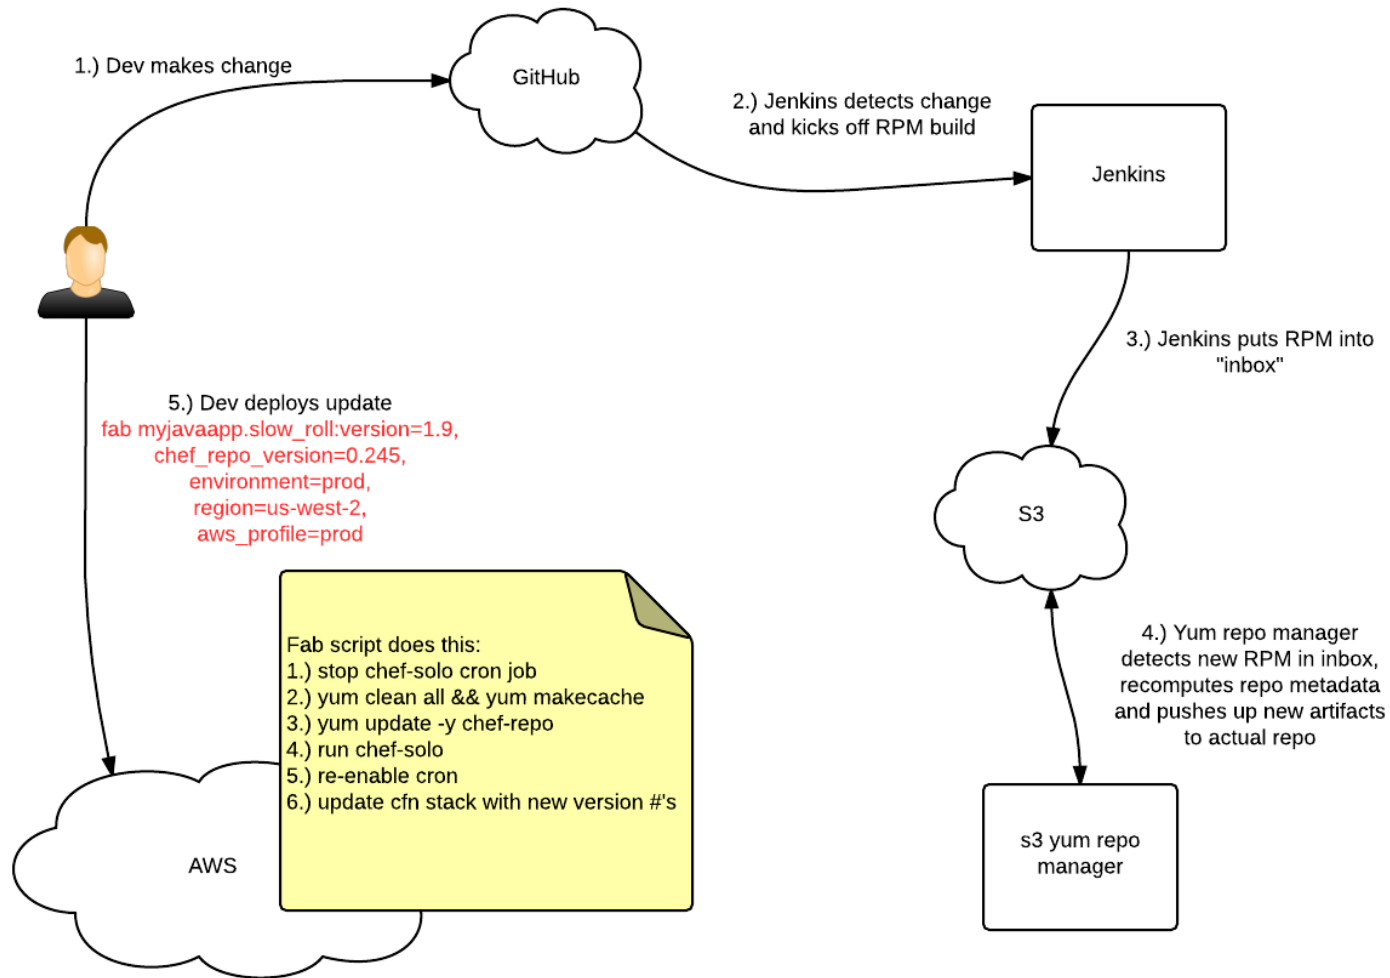 1.) Dev makes change
GitHub
2.) Jenkins detects change
and kicks off RPM build
Jenkins
3.) Jenkins puts RPM into
"inbox"
S3
4.) Yum repo manager
detects new RPM in inbox,
recomputes repo metadata
and pushes up new artifacts
to actual repo
s3 yum repo
manager
5.) Dev deploys update
fab myjavaapp.slow_roll:version=1.9,
chef_repo_version=0.245,
environment=prod,
region=us-west-2,
aws_profile=prod
Fab script does this:
1.) stop chef-solo cron job
2.) yum clean all && yum makecache
3.) yum update -y chef-repo
4.) run chef-solo
5.) re-enable cron
6.) update cfn stack with new version #'s
AWS